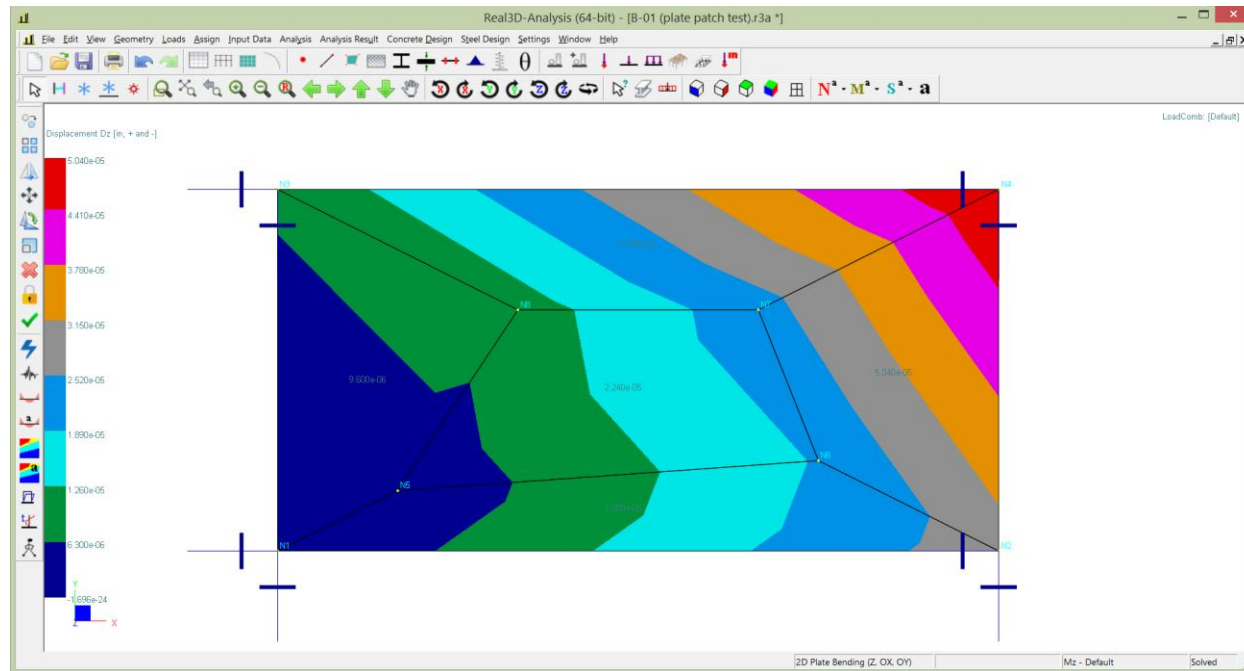 Real3D-Analysis (64-bit) - [B-01 (plate patch test).r3a *]
File Edit View Geometry Loads Assign Input Data Analysis Analysis Result Concrete Design Steel Design Settings Window Help
N a · M a · S a · a
LoadComb: [Default]
Displacement Dz [in, + and -]
5.040e-05
4.410e-05
3.780e-05
3.150e-05
2.520e-05
1.890e-05
1.260e-05
6.300e-06
-1.696e-24
N3
N4
N8
N7
9.600e-06
2.240e-05
5.040e-05
N6
N5
N1
N2
Y
Z X
2D Plate Bending (Z, OX, OY)
Mz - Default
Solved